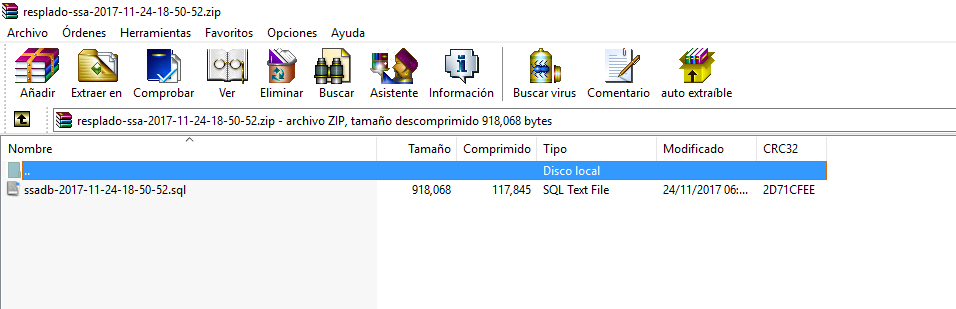 resplado-ssa-2017-11-24-18-50-52.zip
Archivo Órdenes Herramientas Favoritos Opciones Ayuda
Añadir Extraer en Comprobar Ver Eliminar Buscar Asistente Información Buscar virus Comentario auto extraíble
resplado-ssa-2017-11-24-18-50-52.zip - archivo ZIP, tamaño descomprimido 918,068 bytes
Nombre Tamaño Comprimido Tipo Modificado CRC32
.. Disco local
ssadb-2017-11-24-18-50-52.sql 918,068 117,845 SQL Text File 24/11/2017 06:... 2D71CFEE